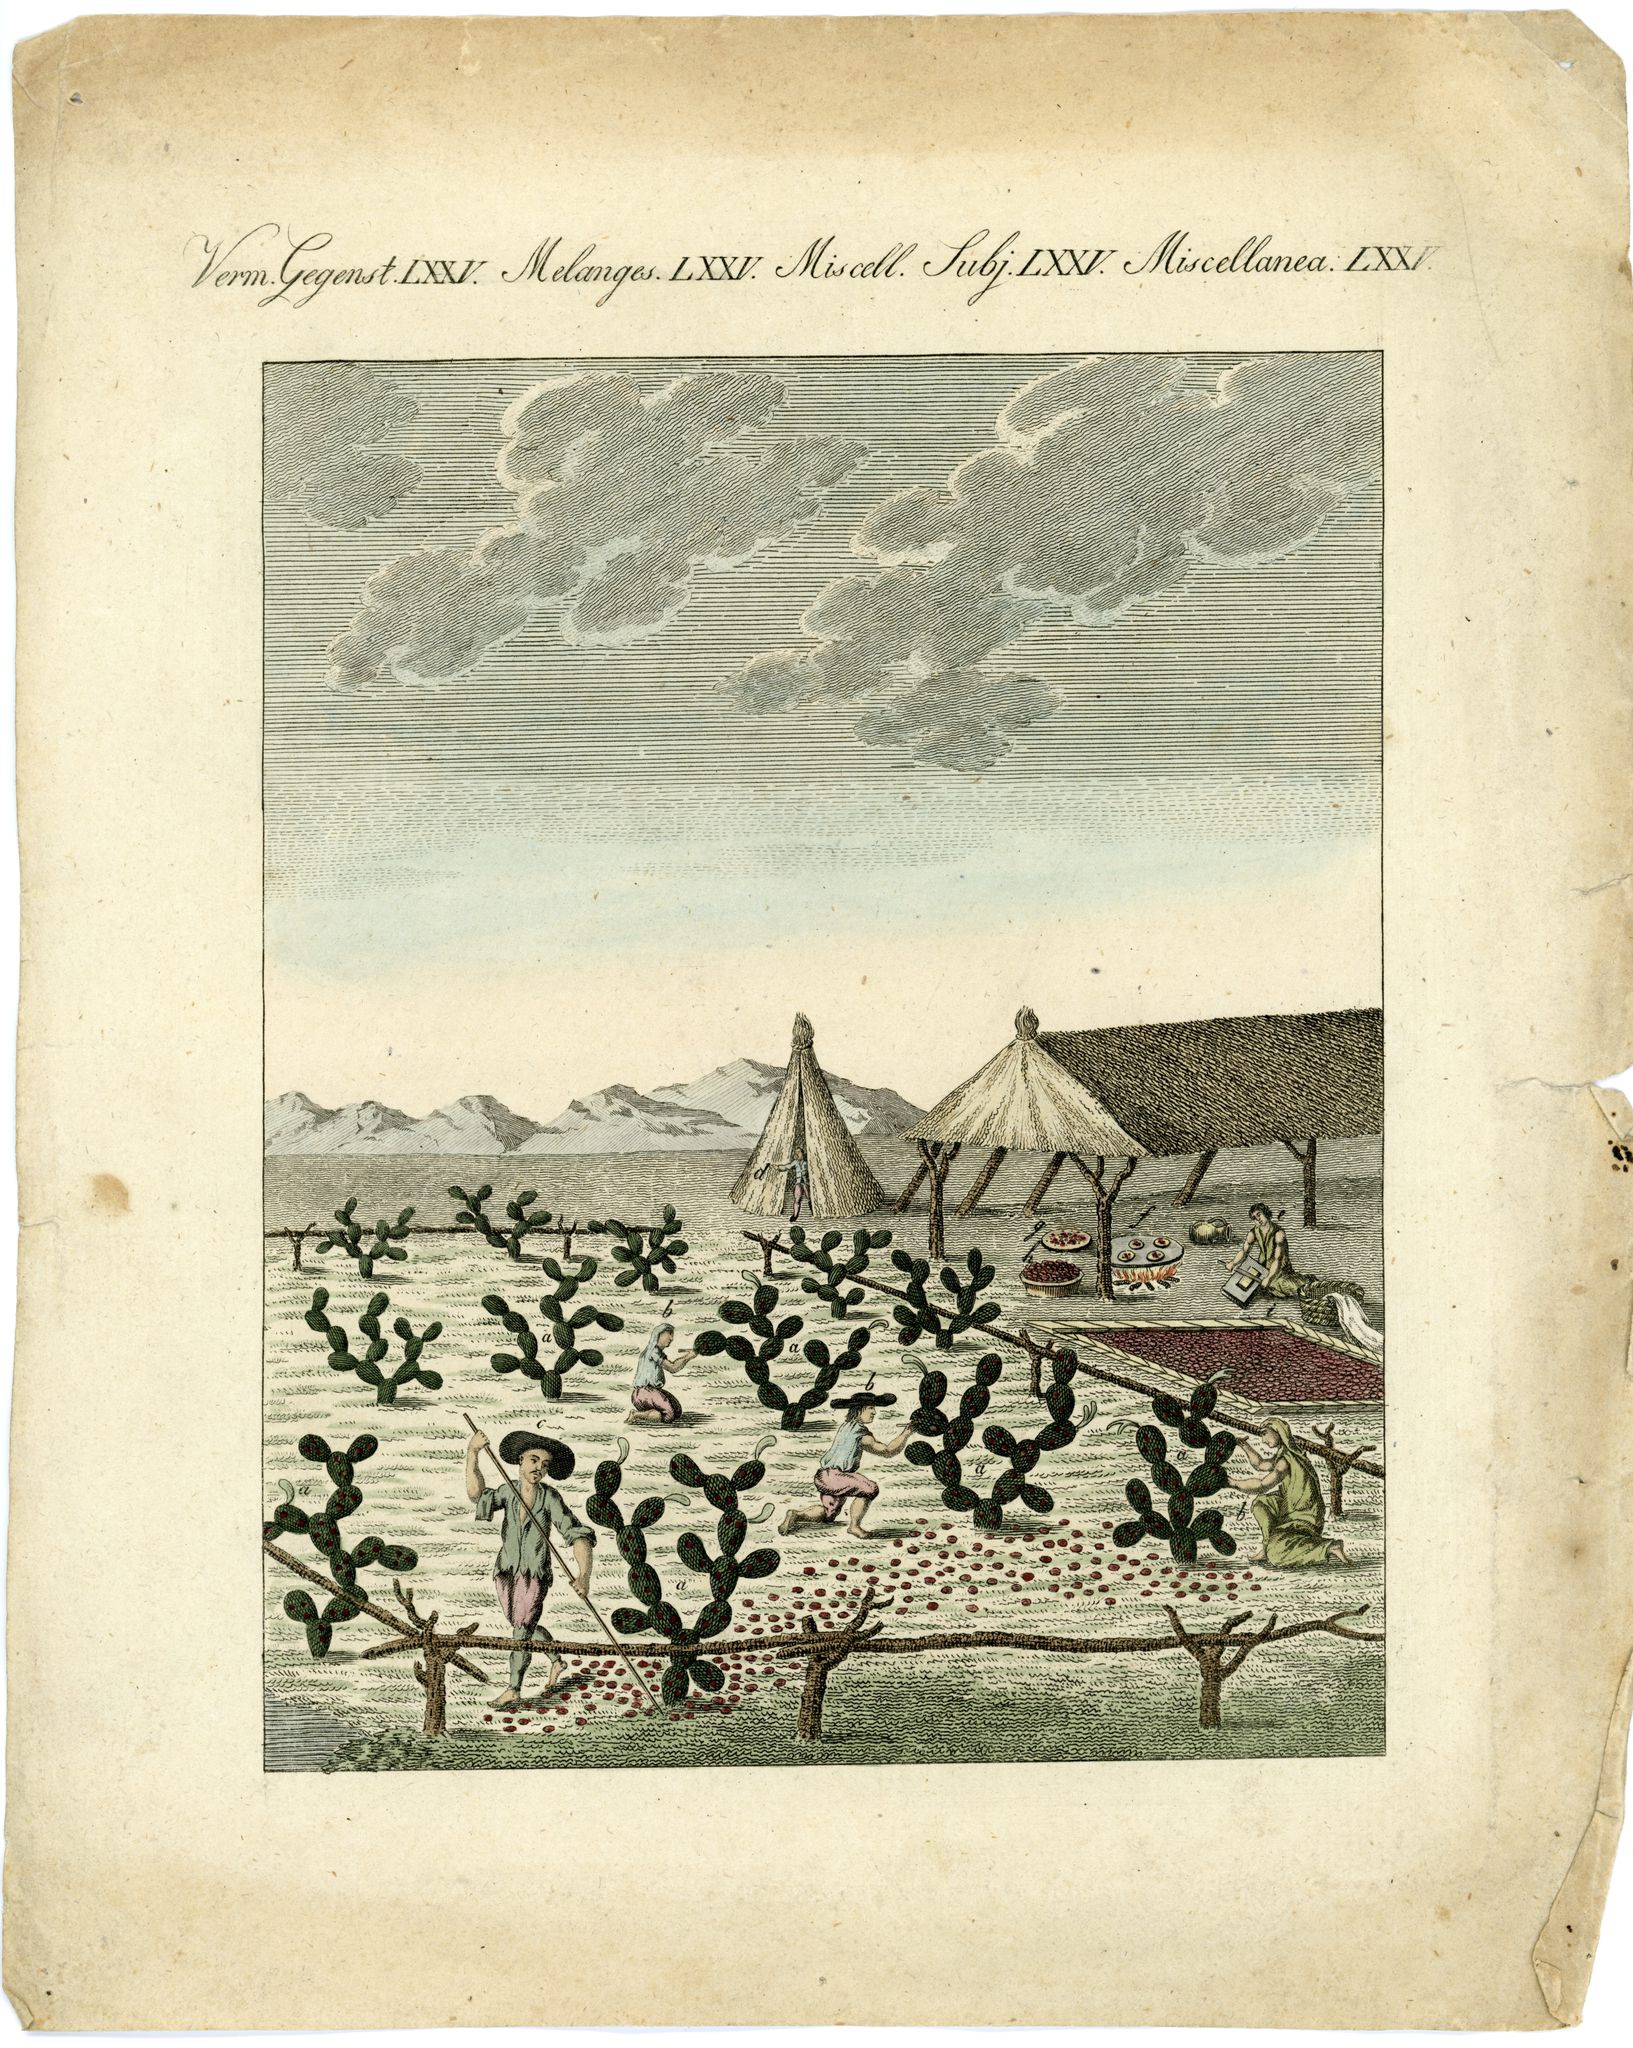 Verm. Gegenst. LXXV. Melanges. LXXV. Miscell. Subj. LXXV. Miscellanea. LXXV.
d
g
f
e
h
i
b
a
a
b
c
a
a
a
b
a